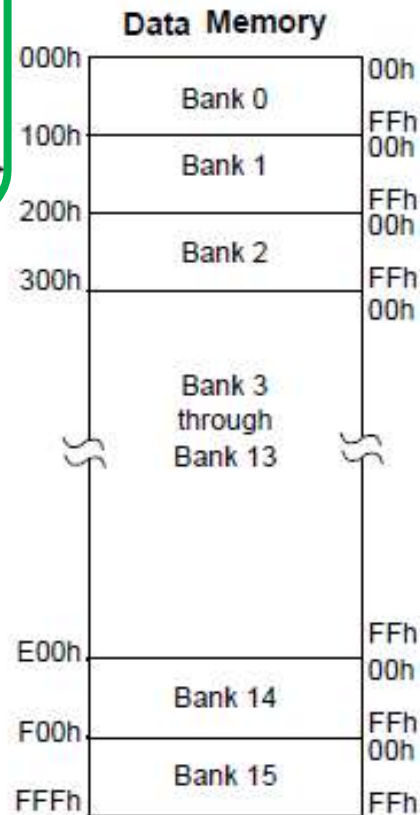 Data Memory
000h
00h
Bank 0
FFh
100h
00h
Bank 1
FFh
200h
00h
Bank 2
FFh
300h
00h
Bank 3
through
Bank 13
FFh
E00h
00h
Bank 14
FFh
F00h
00h
Bank 15
FFFh
FFh